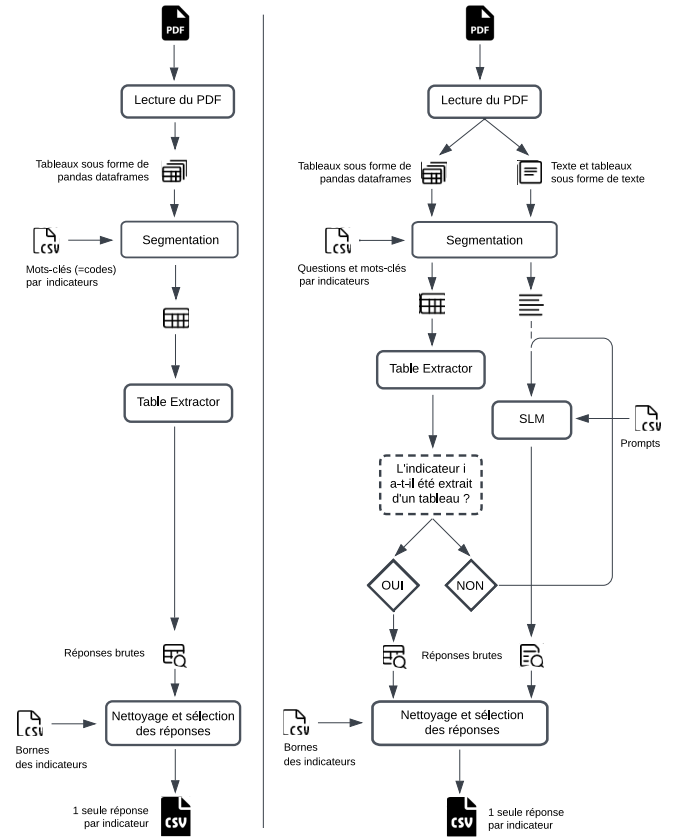 PDF
Lecture du PDF
Tableaux sous forme de
pandas dataframes
CSV
Mots-clés (=codes)
par indicateurs
Segmentation
Table Extractor
Réponses brutes
CSV
Bornes
des indicateurs
Nettoyage et sélection
des réponses
1 seule réponse
par indicateur
CSV
PDF
Lecture du PDF
Tableaux sous forme de
pandas dataframes
Texte et tableaux
sous forme de texte
CSV
Questions et mots-clés
par indicateurs
Segmentation
Table Extractor
SLM
CSV
Prompts
L'indicateur i
a-t-il été extrait
d'un tableau ?
OUI
NON
Réponses brutes
CSV
Bornes
des indicateurs
Nettoyage et sélection
des réponses
CSV
1 seule réponse
par indicateur